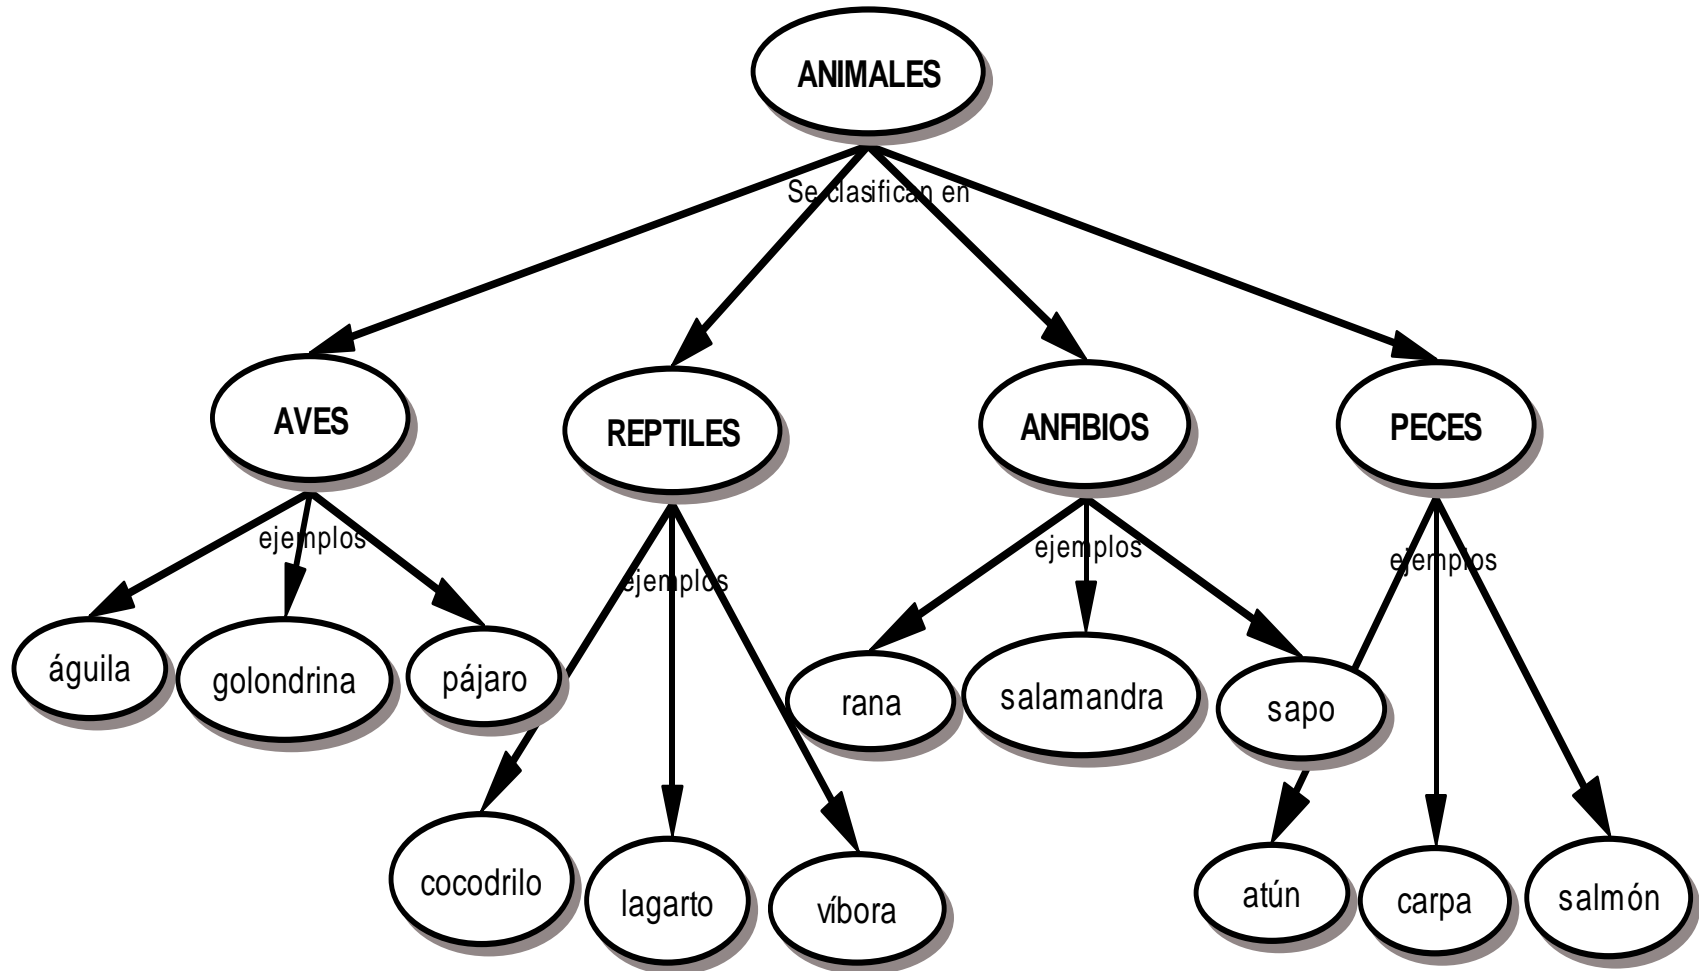 ANIMALES
Se clasifican en
AVES
REPTILES
ANFIBIOS
PECES
ejemplos
ejemplos
ejemplos
ejemplos
águila
golondrina
pájaro
rana
salamandra
sapo
cocodrilo
lagarto
víbora
atún
carpa
salmón